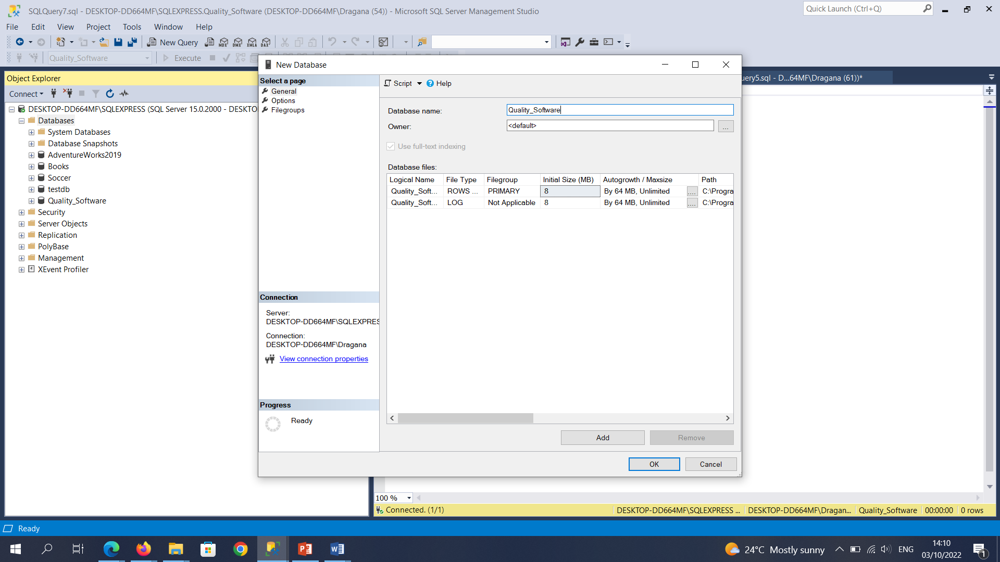 SQLQuery7.sql - DESKTOP-DD664MF\SQLEXPRESS.Quality_Software (DESKTOP-DD664MF\Dragana (54)) - Microsoft SQL Server Management Studio
Quick Launch (Ctrl+Q)
File Edit View Project Tools Window Help
New Query MDX DMX XMLA DAX
Quality_Software Execute
New Database
Object Explorer
uery5.sql - D...64MF\Dragana (61))*
Connect
DESKTOP-DD664MF\SQLEXPRESS (SQL Server 15.0.2000 - DESKTO
Databases
System Databases
Database Snapshots
AdventureWorks2019
Books
Soccer
testdb
Quality_Software
Security
Server Objects
Replication
PolyBase
Management
XEvent Profiler
Select a page
General
Options
Filegroups
Connection
Server:
DESKTOP-DD664MF\SQLEXPRES
Connection:
DESKTOP-DD664MF\Dragana
View connection properties
Progress
Ready
Script Help
Database name: Quality_Software
Owner: <default> ...
Use full-text indexing
Database files:
Logical Name File Type Filegroup Initial Size (MB) Autogrowth / Maxsize Path
Quality_Soft... ROWS ... PRIMARY 8 By 64 MB, Unlimited .... C:\Progra
Quality_Soft... LOG Not Applicable 8 By 64 MB, Unlimited .... C:\Progra
Add Remove
OK Cancel
100 %
Connected. (1/1) DESKTOP-DD664MF\SQLEXPRESS ... DESKTOP-DD664MF\Dragan... Quality_Software 00:00:00 0 rows
Ready
24°C Mostly sunny ENG
14:10
03/10/2022
1